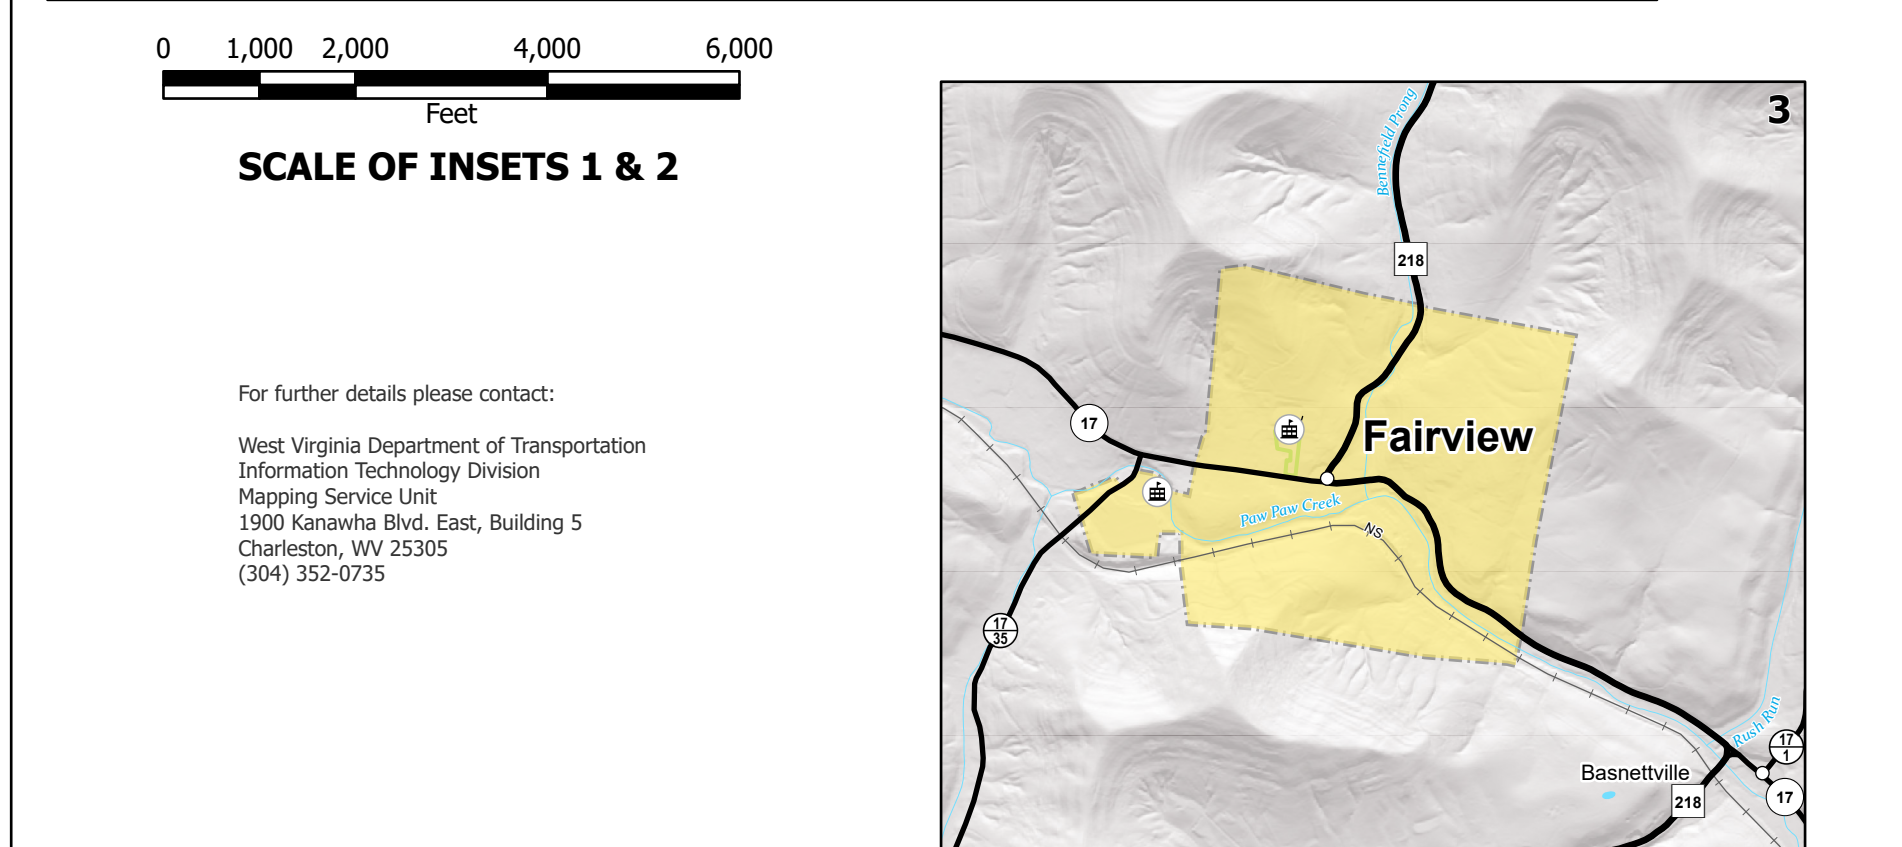 0 1,000 2,000 4,000 6,000
Feet
SCALE OF INSETS 1 & 2
For further details please contact:
West Virginia Department of Transportation
Information Technology Division
Mapping Service Unit
1900 Kanawha Blvd. East, Building 5
Charleston, WV 25305
(304) 352-0735
3
Bennefield Prong
218
17
Fairview
Paw Paw Creek
NS
17
35
Rush Run
17
1
Basnettville
218
17